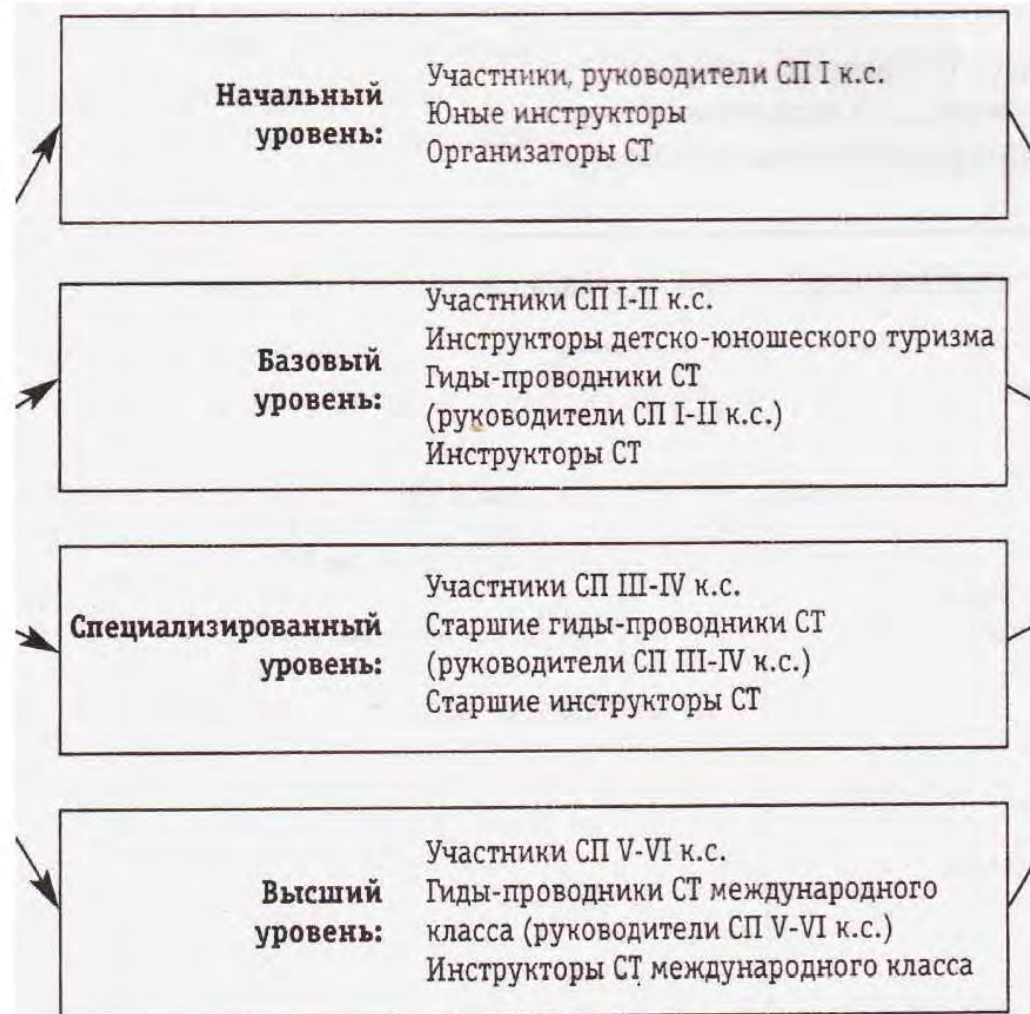 Начальный
уровень:
Участники, руководители СП I к.с.
Юные инструкторы
Организаторы СТ
Базовый
уровень:
Участники СП I-II к.с.
Инструкторы детско-юношеского туризма
Гиды-проводники СТ
(руководители СП I-II к.с.)
Инструкторы СТ
Специализированный
уровень:
Участники СП III-IV к.с.
Старшие гиды-проводники СТ
(руководители СП III-IV к.с.)
Старшие инструкторы СТ
Высший
уровень:
Участники СП V-VI к.с.
Гиды-проводники СТ международного
класса (руководители СП V-VI к.с.)
Инструкторы СТ международного класса